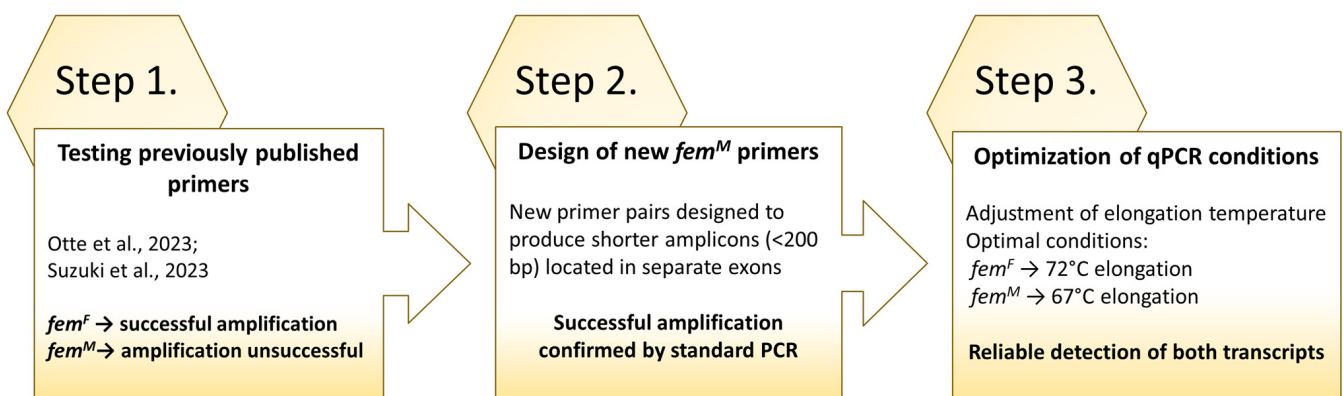 Step 1.
Testing previously published
primers
Otte et al., 2023;
Suzuki et al., 2023
femF → successful amplification
femM→ amplification unsuccessful
Step 2.
Design of new femM primers
New primer pairs designed to
produce shorter amplicons (<200
bp) located in separate exons
Successful amplification
confirmed by standard PCR
Step 3.
Optimization of qPCR conditions
Adjustment of elongation temperature
Optimal conditions:
femF → 72°C elongation
femM → 67°C elongation
Reliable detection of both transcripts